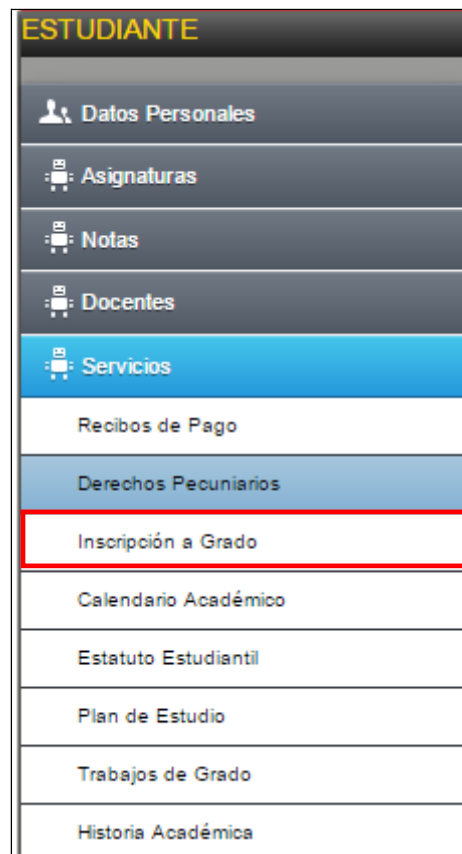 ESTUDIANTE
Datos Personales
Asignaturas
Notas
Docentes
Servicios
Recibos de Pago
Derechos Pecuniarios
Inscripción a Grado
Calendario Académico
Estatuto Estudiantil
Plan de Estudio
Trabajos de Grado
Historia Académica